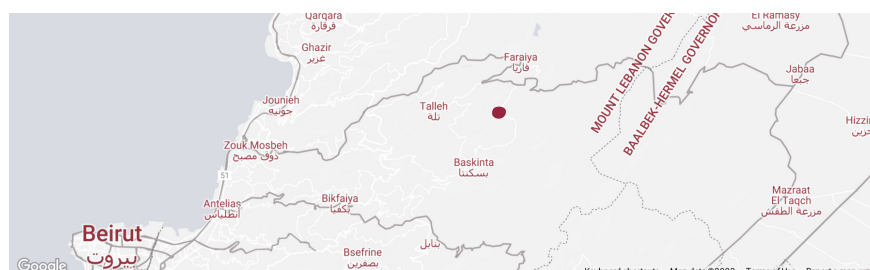 Qarqara
قرقارة
El Ramasy
مزرعة الرماسي
Ghazir
غزير
Faraiya
فاريا
Jabaa
جبعا
MOUNT LEBANON GOVER
BAALBEK-HERMEL GOVERNOR
Jounieh
جونيه
Talleh
تلة
Hizzin
حزين
Zouk Mosbeh
ذوق مصبح
51
Baskinta
بسكنتا
Antelias
أنطلياس
Bikfaiya
بكفيا
Mazraat
El Taqch
مزرعة الطقش
Beirut
بيروت
بتابل
Bsefrine
بصفرين
Google